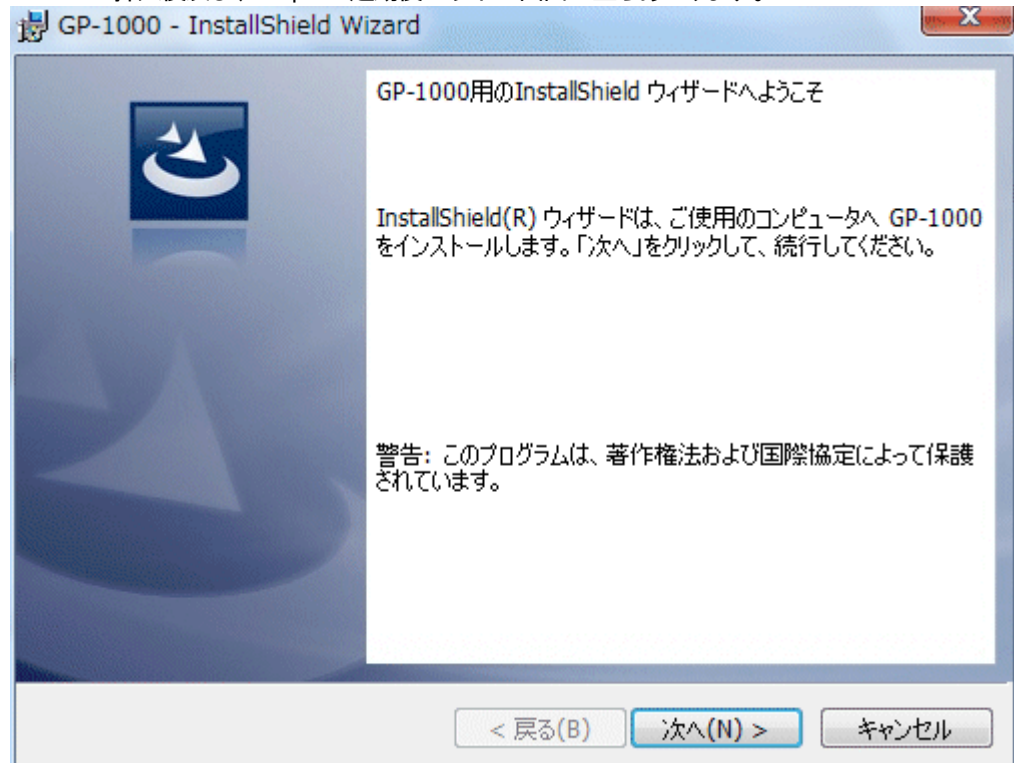 GP-1000 - InstallShield Wizard
GP-1000用のInstallShield ウィザードへようこそ
InstallShield(R) ウィザードは、ご使用のコンピュータへ GP-1000
をインストールします。「次へ」をクリックして、続行してください。
警告: このプログラムは、著作権法および国際協定によって保護
されています。
< 戻る(B)
次へ(N) >
キャンセル